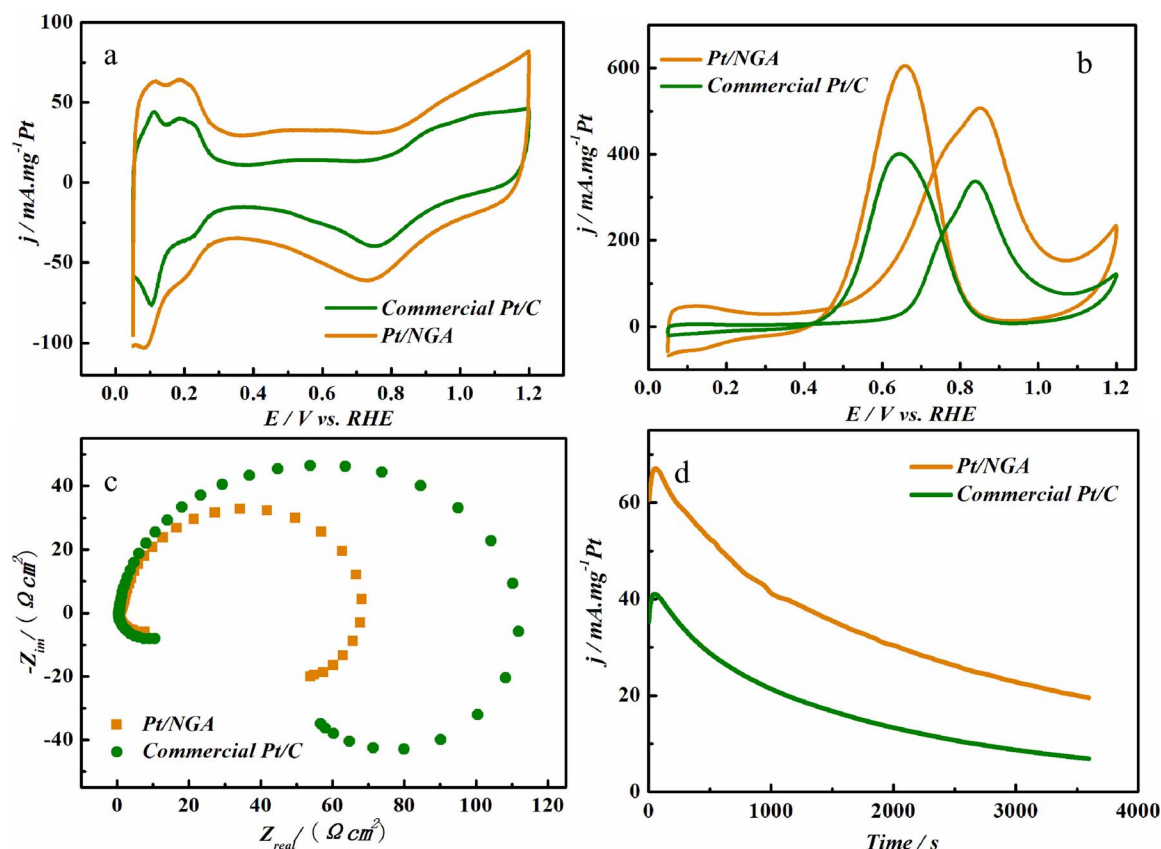 a
j / mA.mg⁻¹Pt
100
50
0
-50
-100
Commercial Pt/C
Pt/NGA
0.0 0.2 0.4 0.6 0.8 1.0 1.2
E / V vs. RHE
b
j / mA.mg⁻¹Pt
600
400
200
0
Pt/NGA
Commercial Pt/C
0.0 0.2 0.4 0.6 0.8 1.0 1.2
E / V vs. RHE
c
-Z_im/（Ω cm²）
40
20
0
-20
-40
Pt/NGA
Commercial Pt/C
0 20 40 60 80 100 120
Z_real/（Ω cm²）
d
j / mA.mg⁻¹Pt
60
40
20
0
Pt/NGA
Commercial Pt/C
0 1000 2000 3000 4000
Time / s